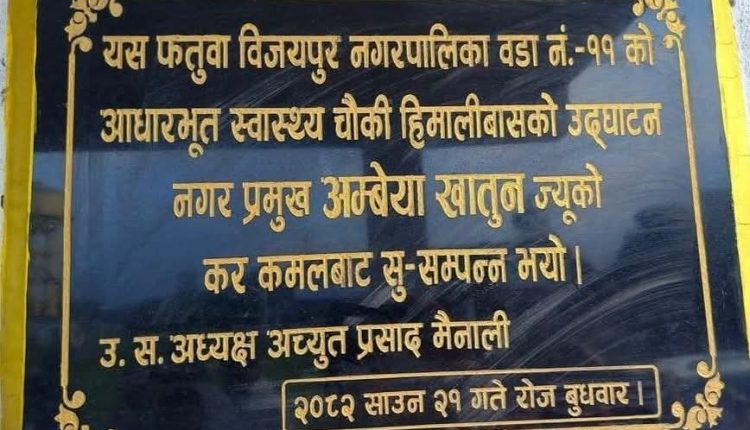 यस फतुवा विजयपुर नगरपालिका वडा नं.-११ को
आधारभूत स्वास्थ्य चौकी हिमालीबासको उद्घाटन
नगर प्रमुख अम्बेया खातुन ज्यूको
कर कमलबाट सु-सम्पन्न भयो।
उ. स. अध्यक्ष अच्युत प्रसाद मैनाली
२०८२ साउन २१ गते रोज बुधवार।